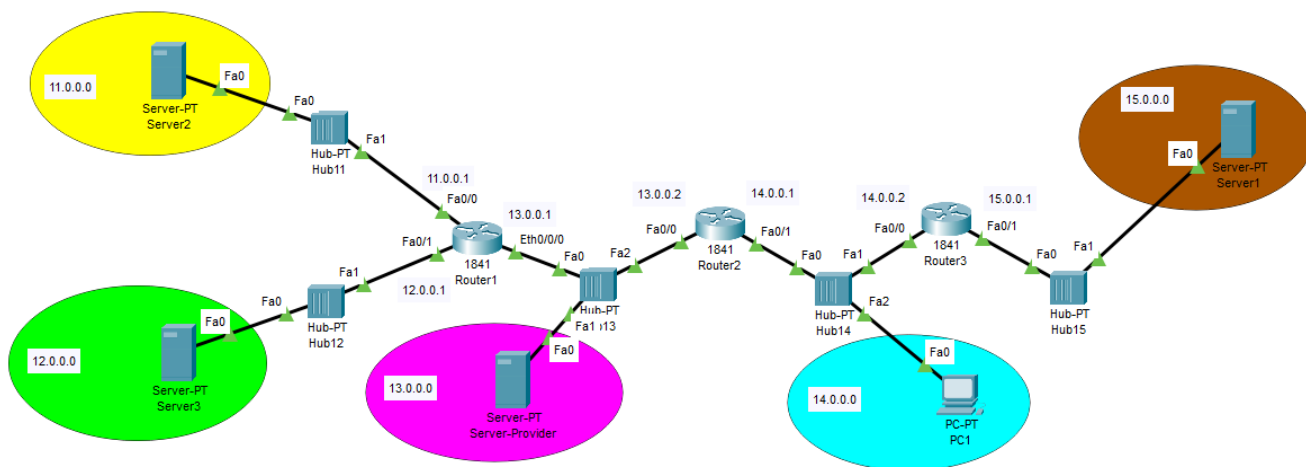 11.0.0.0
Fa0
Server-PT
Server2
Fa0
Hub-PT
Hub11
Fa1
11.0.0.1
Fa0/0
13.0.0.1
Eth0/0/0
Fa0/1
1841
Router1
12.0.0.1
Fa1
Fa0
Hub-PT
Hub12
12.0.0.0
Fa0
Server-PT
Server3
Fa0
Fa2
Hub-PT
Fa1
13
13.0.0.0
Fa0
Server-PT
Server-Provider
13.0.0.2
Fa0/0
14.0.0.1
1841
Router2
Fa0/1
Fa0
Fa1
Hub-PT
Hub14
Fa2
14.0.0.0
Fa0
PC-PT
PC1
14.0.0.2
Fa0/0
15.0.0.1
1841
Router3
Fa0/1
Fa0
Fa1
Hub-PT
Hub15
15.0.0.0
Fa0
Server-PT
Server1